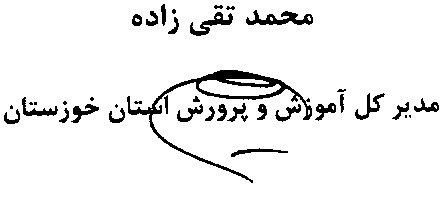 محمد تقی زاده
مدیر کل آموزش و پرورش استان خوزستان